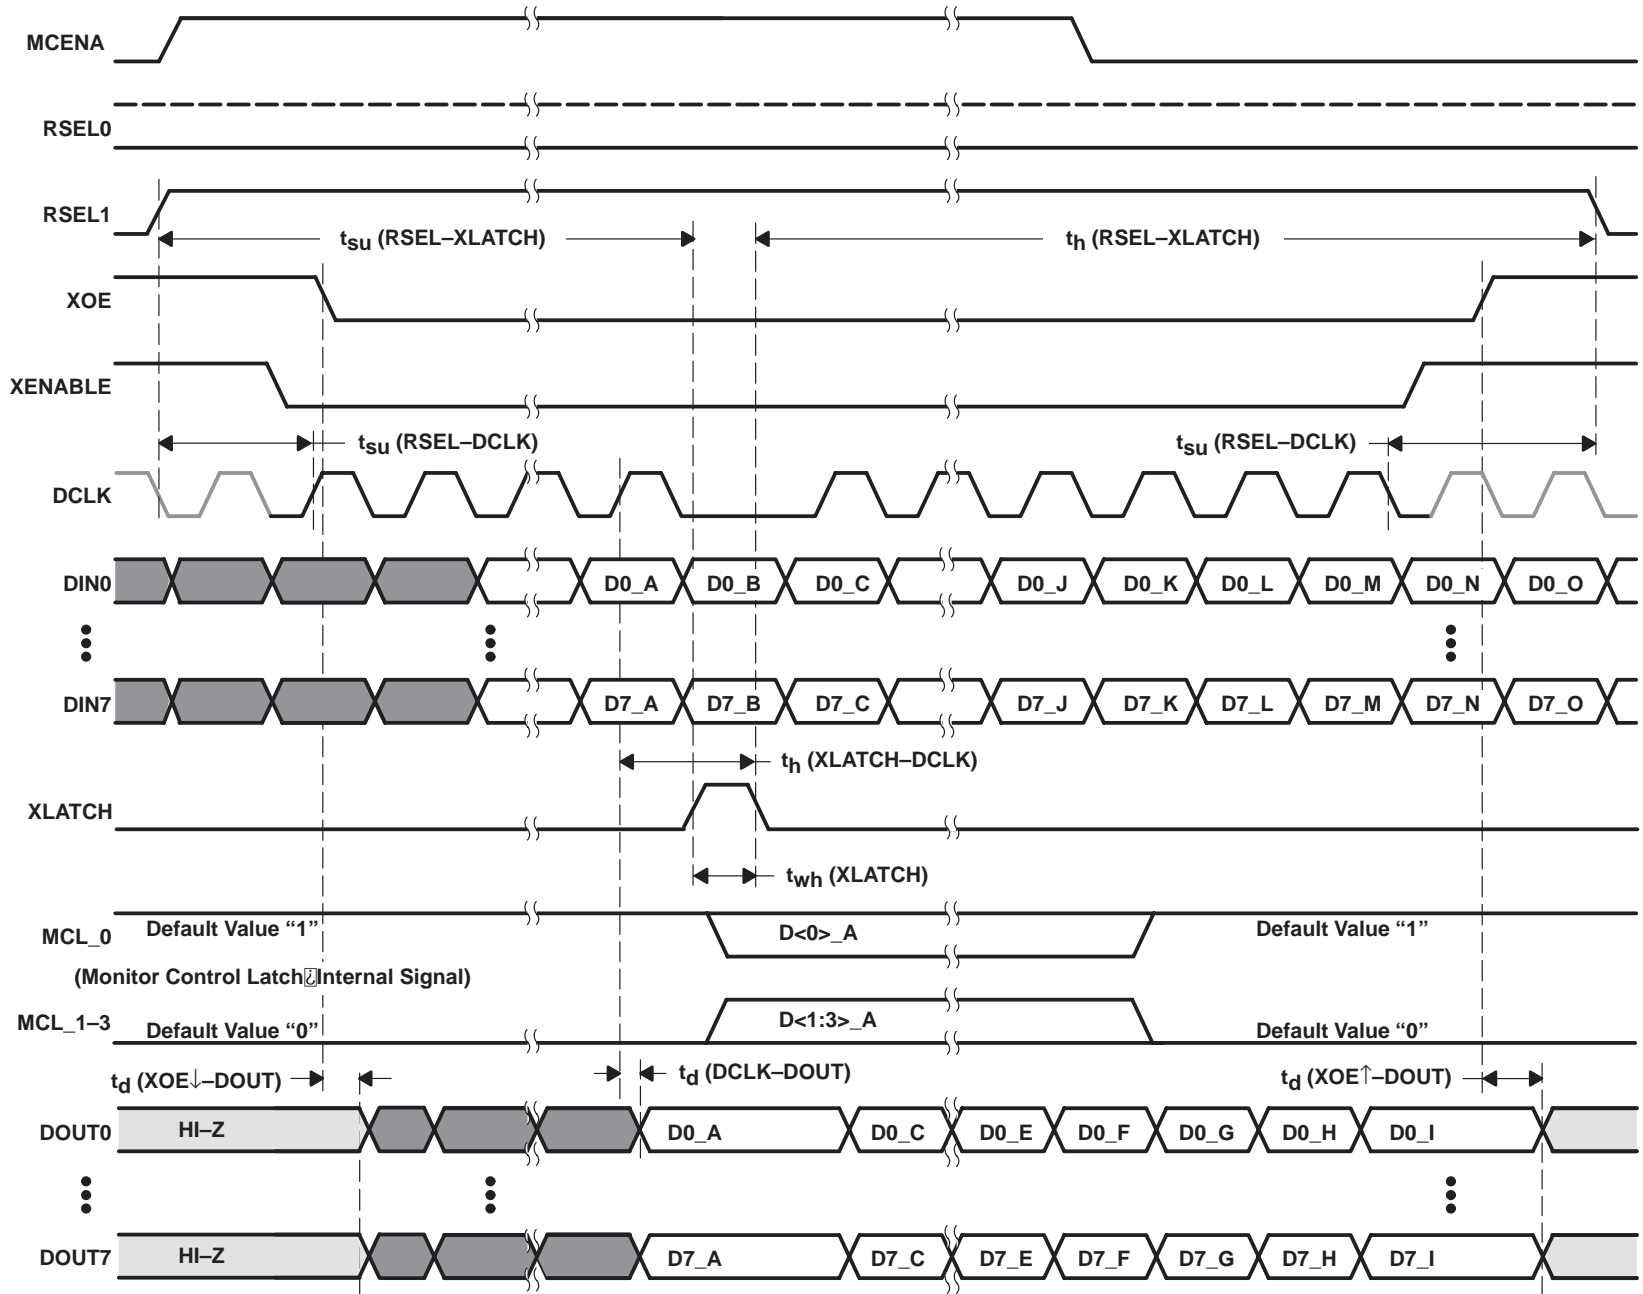 MCENA
RSEL0
RSEL1
tsu (RSEL–XLATCH)
th (RSEL–XLATCH)
XOE
XENABLE
tsu (RSEL–DCLK)
tsu (RSEL–DCLK)
DCLK
DIN0
D0_A D0_B D0_C D0_J D0_K D0_L D0_M D0_N D0_O
DIN7
D7_A D7_B D7_C D7_J D7_K D7_L D7_M D7_N D7_O
th (XLATCH–DCLK)
XLATCH
twh (XLATCH)
MCL_0
Default Value “1”
D<0>_A
Default Value “1”
(Monitor Control Latch¿Internal Signal)
MCL_1–3
Default Value “0”
D<1:3>_A
Default Value “0”
td (XOE↓–DOUT)
td (DCLK–DOUT)
td (XOE↑–DOUT)
DOUT0
HI–Z
D0_A D0_C D0_E D0_F D0_G D0_H D0_I
DOUT7
HI–Z
D7_A D7_C D7_E D7_F D7_G D7_H D7_I